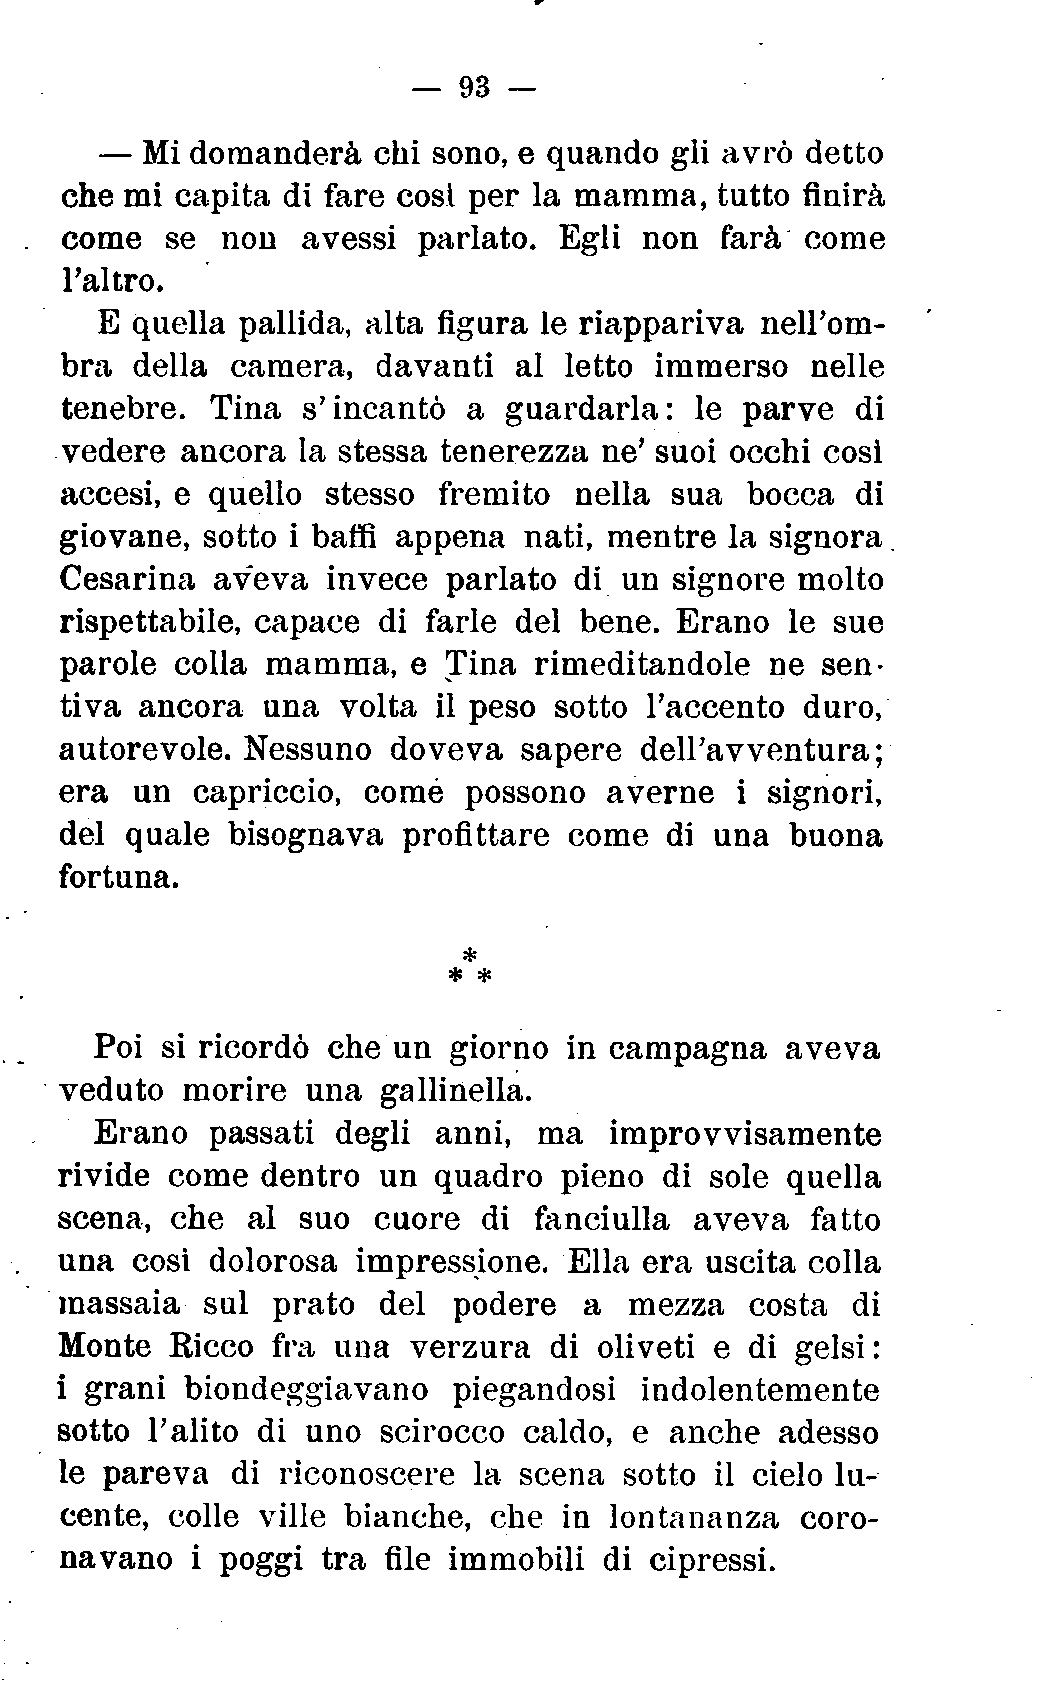 — 93 —
— Mi domanderà chi sono, e quando gli avrò detto
che mi capita di fare così per la mamma, tutto finirà
come se non avessi parlato. Egli non farà come
l'altro.
E quella pallida, alta figura le riappariva nell'om-
bra della camera, davanti al letto immerso nelle
tenebre. Tina s'incantò a guardarla: le parve di
vedere ancora la stessa tenerezza ne' suoi occhi così
accesi, e quello stesso fremito nella sua bocca di
giovane, sotto i baffi appena nati, mentre la signora
Cesarina aveva invece parlato di un signore molto
rispettabile, capace di farle del bene. Erano le sue
parole colla mamma, e Tina rimeditandole ne sen-
tiva ancora una volta il peso sotto l'accento duro,
autorevole. Nessuno doveva sapere dell'avventura;
era un capriccio, come possono averne i signori,
del quale bisognava profittare come di una buona
fortuna.
*
* *
Poi si ricordò che un giorno in campagna aveva
veduto morire una gallinella.
Erano passati degli anni, ma improvvisamente
rivide come dentro un quadro pieno di sole quella
scena, che al suo cuore di fanciulla aveva fatto
una così dolorosa impressione. Ella era uscita colla
massaia sul prato del podere a mezza costa di
Monte Ricco fra una verzura di oliveti e di gelsi:
i grani biondeggiavano piegandosi indolentemente
sotto l'alito di uno scirocco caldo, e anche adesso
le pareva di riconoscere la scena sotto il cielo lu-
cente, colle ville bianche, che in lontananza coro-
navano i poggi tra file immobili di cipressi.